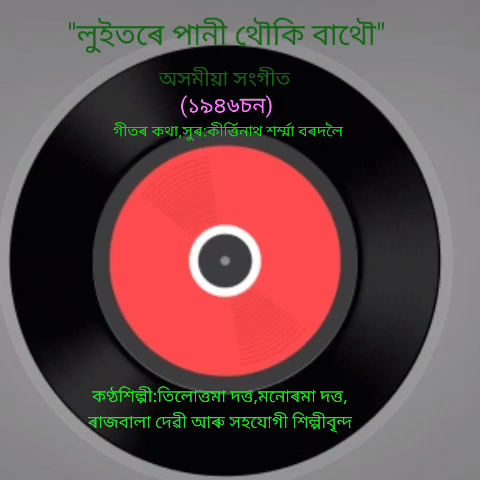 "লুইতৰে পানী থৌকি বাথৌ"
অসমীয়া সংগীত
(১৯৪৬চন)
গীতৰ কথা,সুৰ:কীৰ্ত্তিনাথ শৰ্ম্মা বৰদলৈ
কণ্ঠশিল্পী:তিলোত্তমা দত্ত,মনোৰমা দত্ত,
ৰাজবালা দেৱী আৰু সহযোগী শিল্পীবৃন্দ